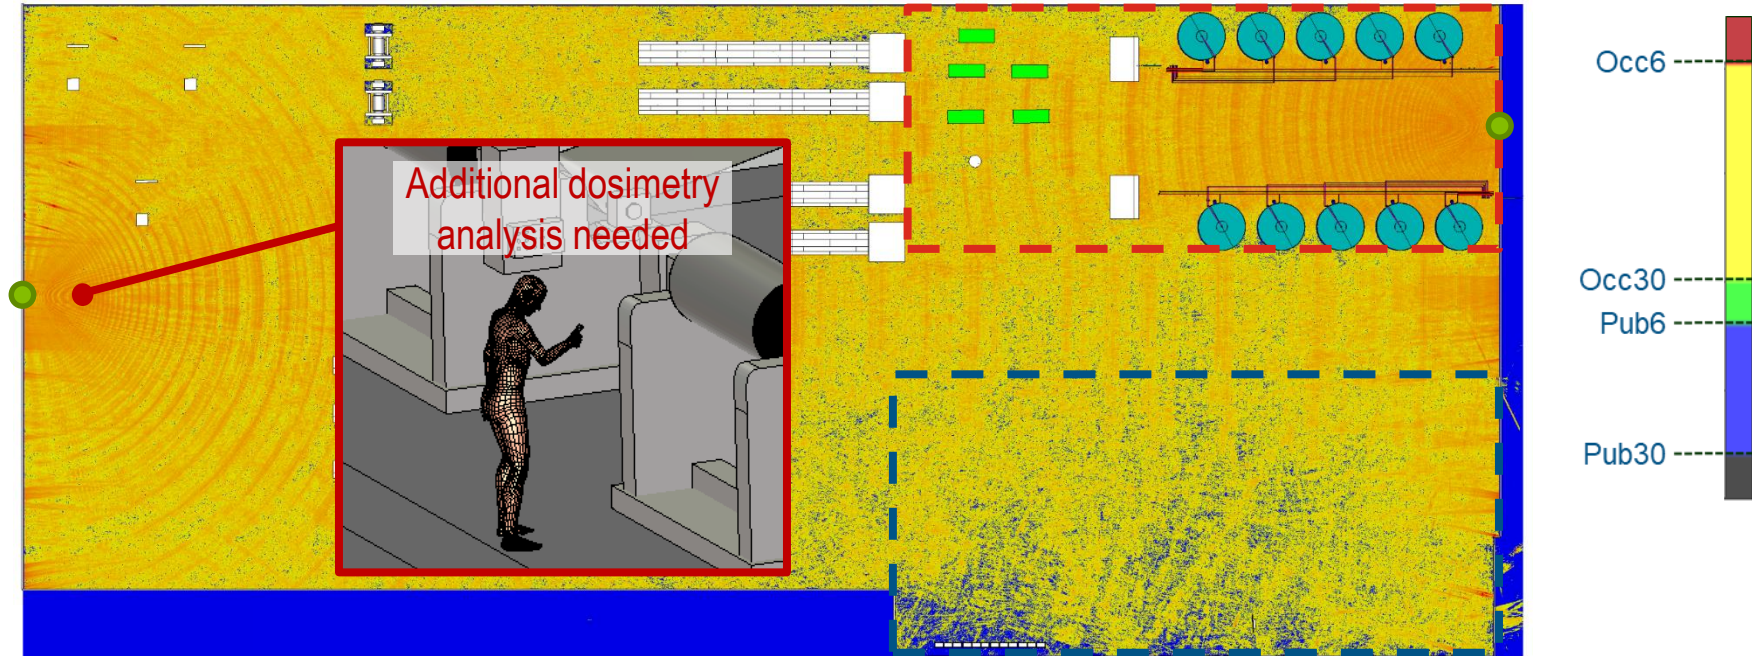 Additional dosimetry
analysis needed
Occ6
Occ30
Pub6
Pub30